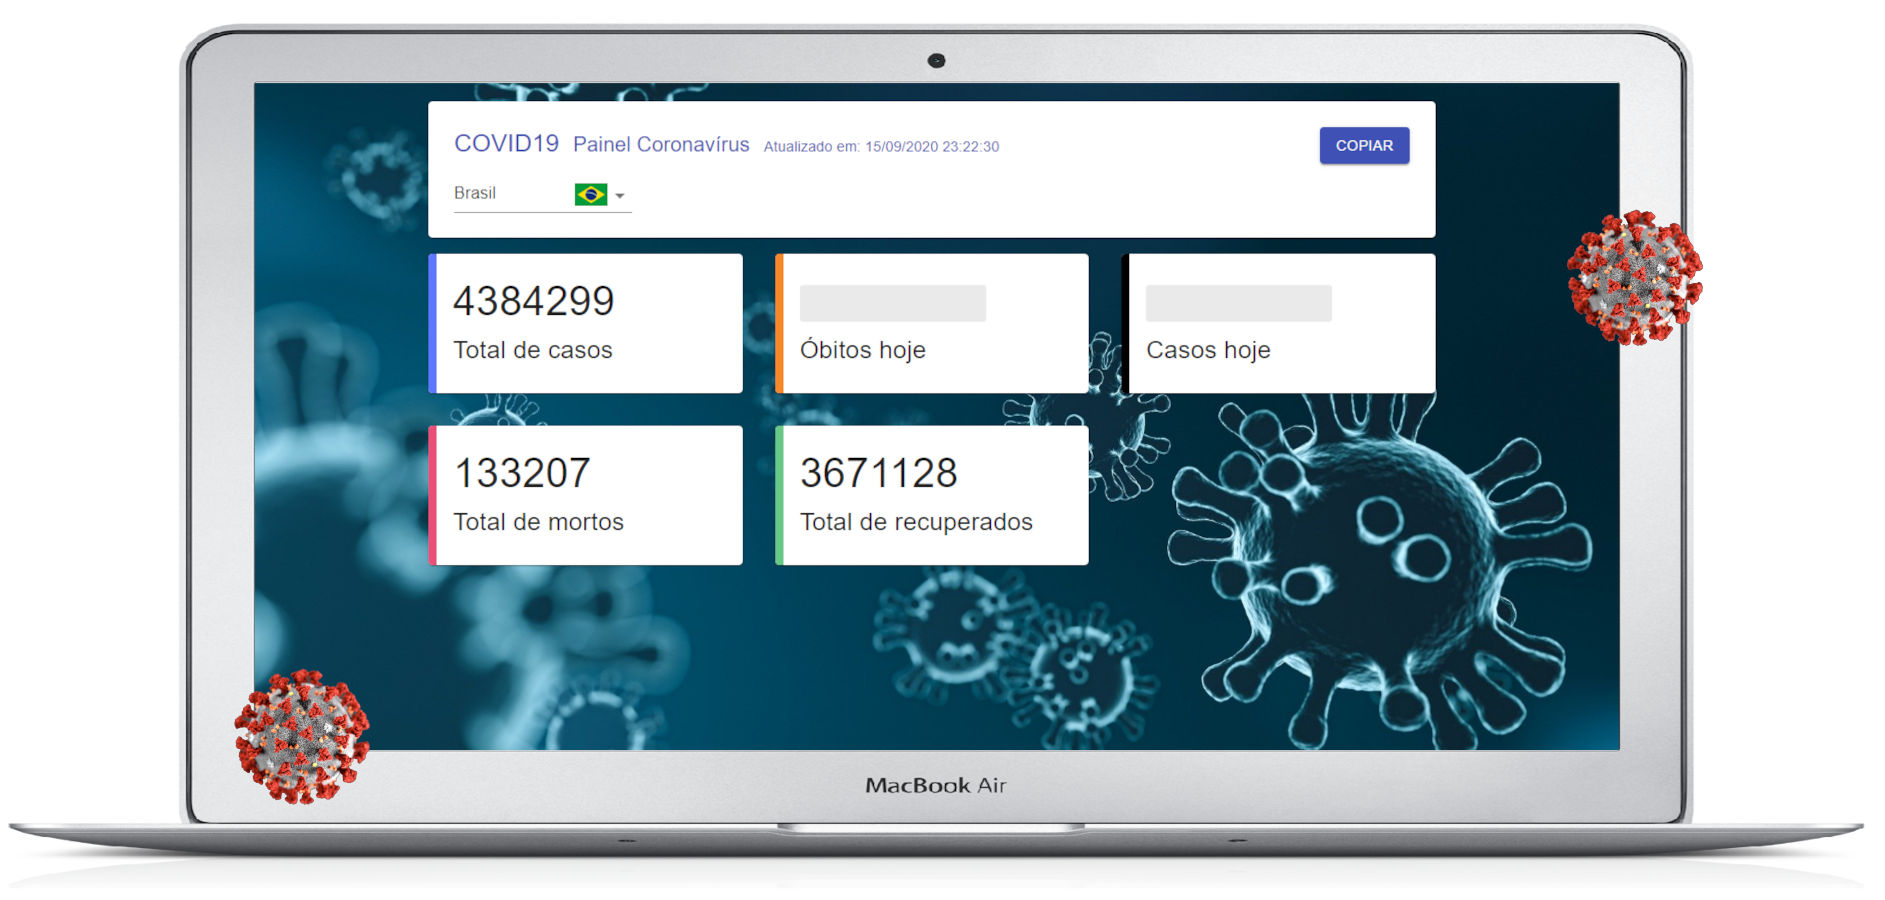 COVID19 Painel Coronavírus Atualizado em: 15/09/2020 23:22:30
COPIAR
Brasil
4384299
Total de casos
Óbitos hoje
Casos hoje
133207
Total de mortos
3671128
Total de recuperados
MacBook Air